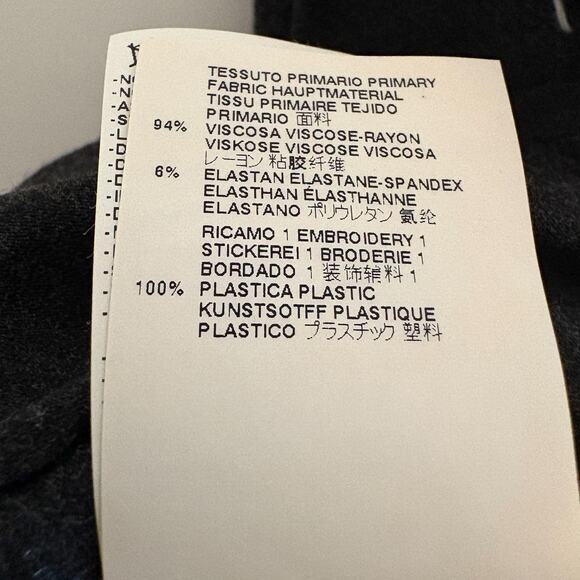 TESSUTO PRIMARIO PRIMARY
FABRIC HAUPTMATERIAL
TISSU PRIMAIRE TEJIDO
PRIMARIO 面料
94% VISCOSA VISCOSE-RAYON
VISKOSE VISCOSE VISCOSA
レーヨン 粘胶纤维
6% ELASTAN ELASTANE-SPANDEX
ELASTHAN ÉLASTHANNE
ELASTANO ポリウレタン 氨纶
RICAMO 1 EMBROIDERY 1
STICKEREI 1 BRODERIE 1
BORDADO 1 装饰辅料 1
100% PLASTICA PLASTIC
KUNSTSOTFF PLASTIQUE
PLASTICO プラスチック 塑料